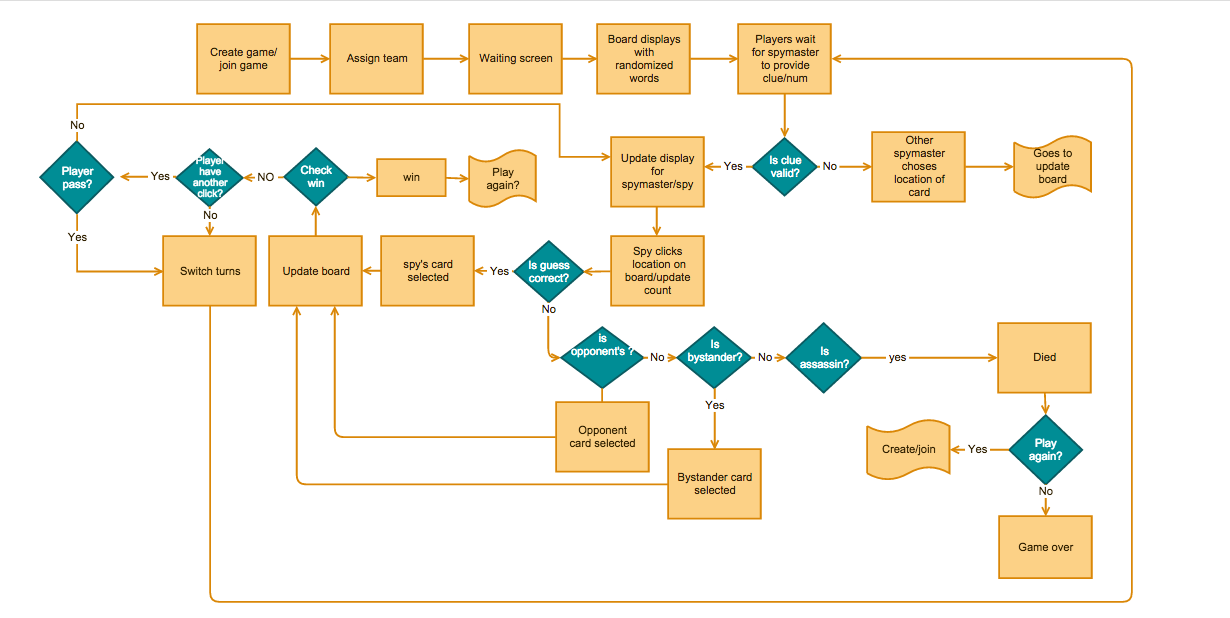 Create game/
join game
Assign team
Waiting screen
Board displays
with
randomized
words
Players wait
for spymaster
to provide
clue/num
No
Player
pass?
Yes
Player
have
another
click?
NO
Check
win
win
Play
again?
Update display
for
spymaster/spy
Yes
Is clue
valid?
No
Other
spymaster
choses
location of
card
Goes to
update
board
No
Yes
Switch turns
Update board
spy's card
selected
Yes
Is guess
correct?
Spy clicks
location on
board/update
count
No
is
opponent's ?
No
Is
bystander?
No
Is
assassin?
yes
Died
Yes
Opponent
card selected
Bystander card
selected
Create/join
Yes
Play
again?
No
Game over